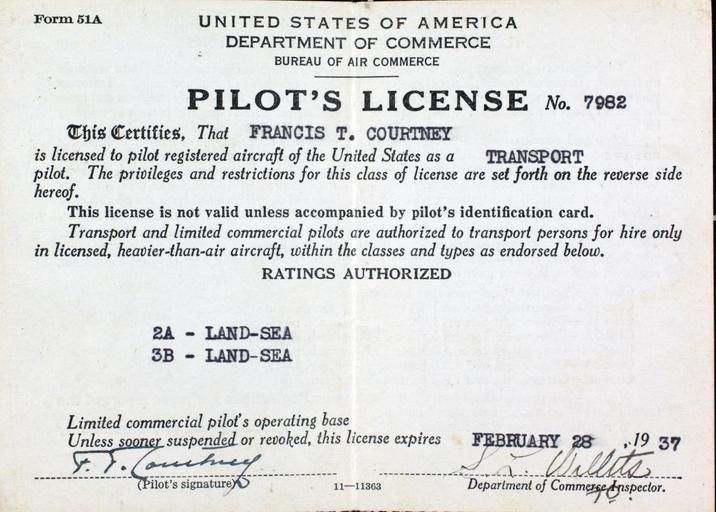 Form 51A
UNITED STATES OF AMERICA
DEPARTMENT OF COMMERCE
BUREAU OF AIR COMMERCE
PILOT'S LICENSE No. 7982
This Certifies, That FRANCIS T. COURTNEY
is licensed to pilot registered aircraft of the United States as a TRANSPORT
pilot. The privileges and restrictions for this class of license are set forth on the reverse side
hereof.
This license is not valid unless accompanied by pilot's identification card.
Transport and limited commercial pilots are authorized to transport persons for hire only
in licensed, heavier-than-air aircraft, within the classes and types as endorsed below.
RATINGS AUTHORIZED
2A - LAND-SEA
3B - LAND-SEA
Limited commercial pilot's operating base
Unless sooner suspended or revoked, this license expires FEBRUARY 28 , 19 37
F. T. Courtney S. L. Willits
(Pilot's signature) 11—11363 Department of Commerce Inspector.